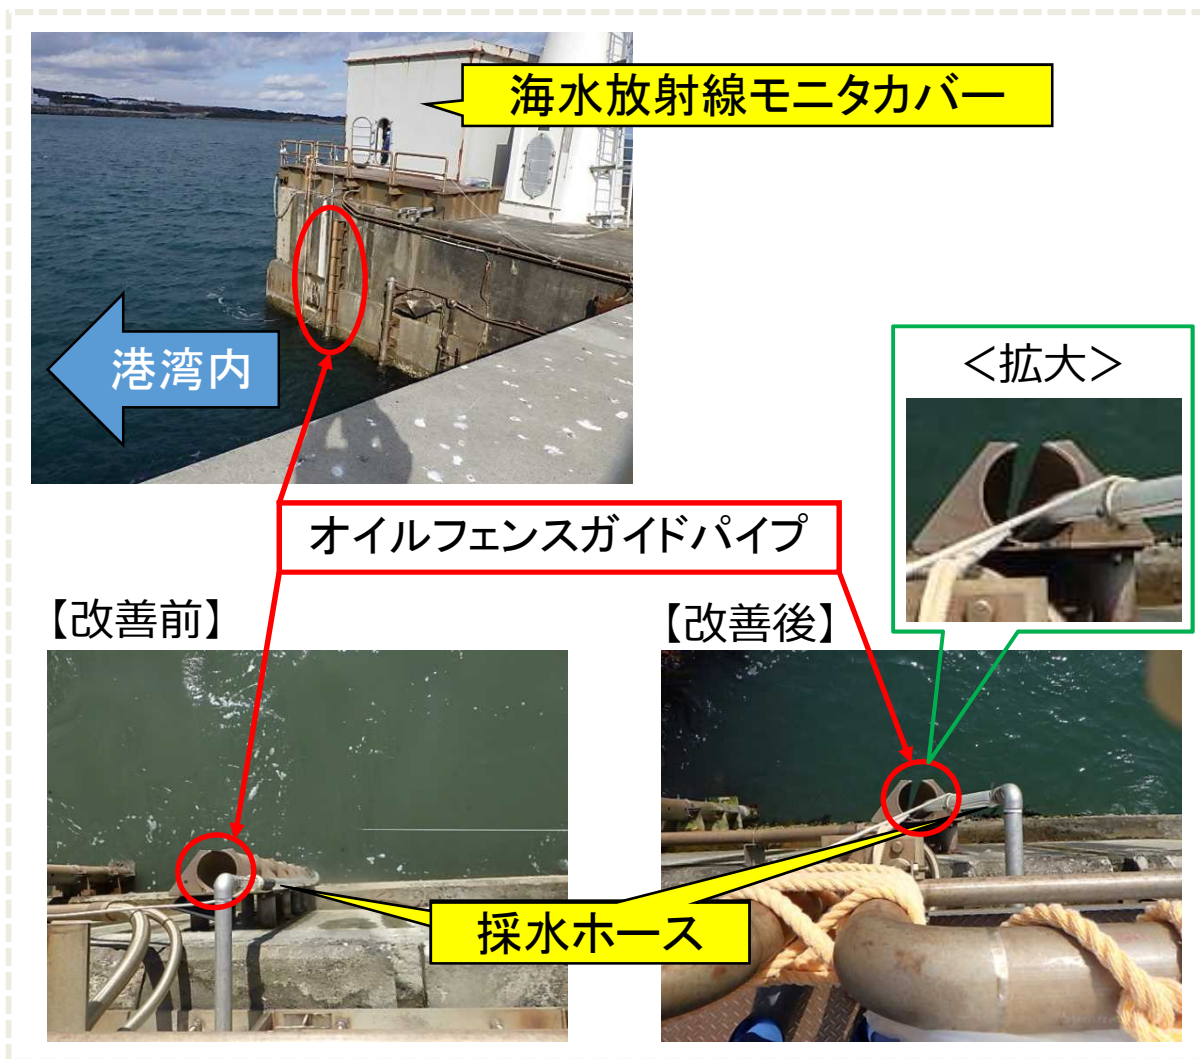 海水放射線モニタカバー
港湾内
＜拡大＞
オイルフェンスガイドパイプ
【改善前】
【改善後】
採水ホース